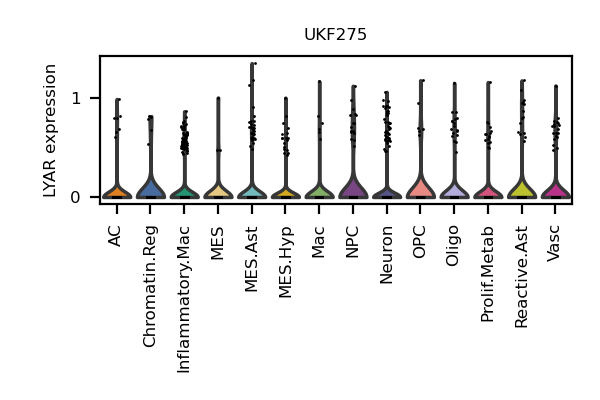 UKF275
LYAR expression
1
0
AC
Chromatin.Reg
Inflammatory.Mac
MES
MES.Ast
MES.Hyp
Mac
NPC
Neuron
OPC
Oligo
Prolif.Metab
Reactive.Ast
Vasc